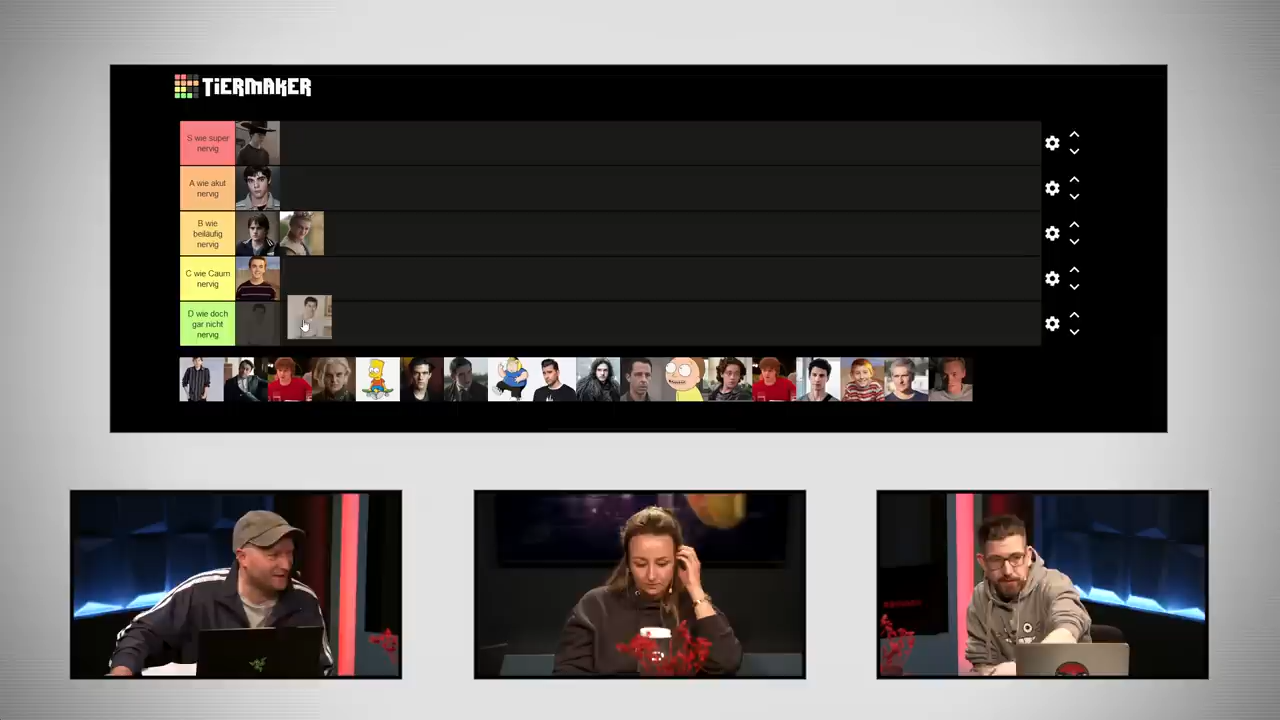 TiERMAKER
S wie super
nervig
A wie akut
nervig
B wie
beiläufig
nervig
C wie Caum
nervig
D wie doch
gar nicht
nervig